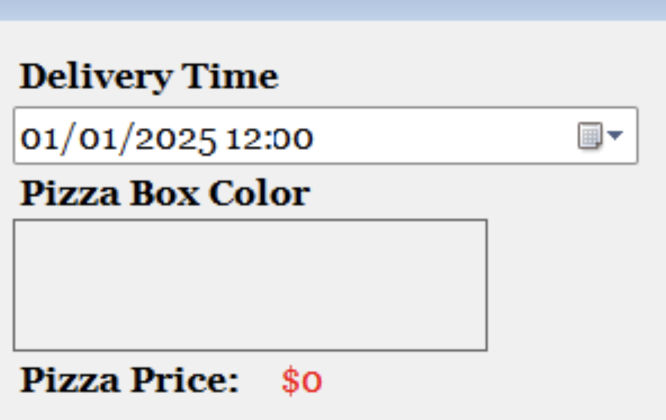 Delivery Time
01/01/2025 12:00
Pizza Box Color
Pizza Price: $0